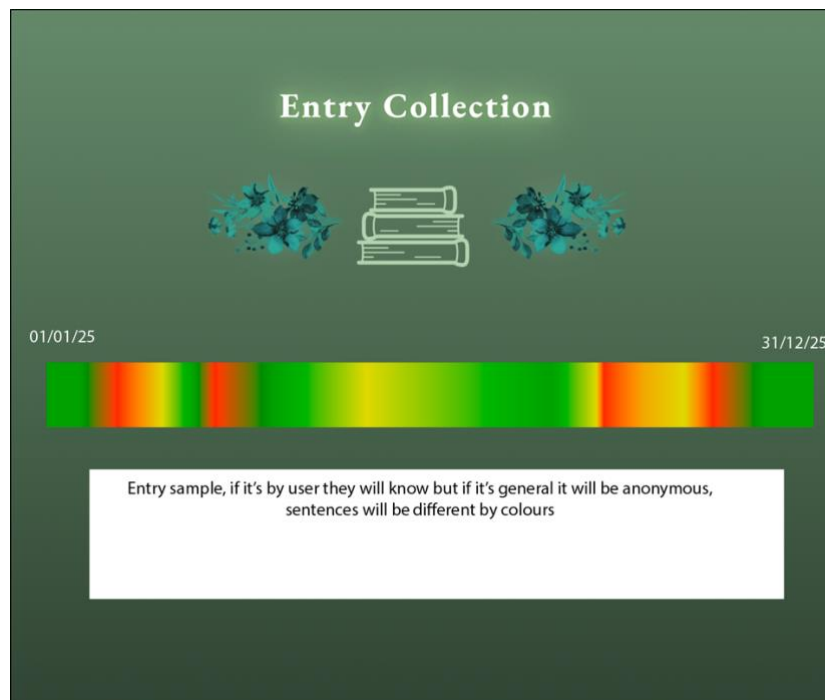 Entry Collection
01/01/25
31/12/25
Entry sample, if it's by user they will know but if it's general it will be anonymous,
sentences will be different by colours